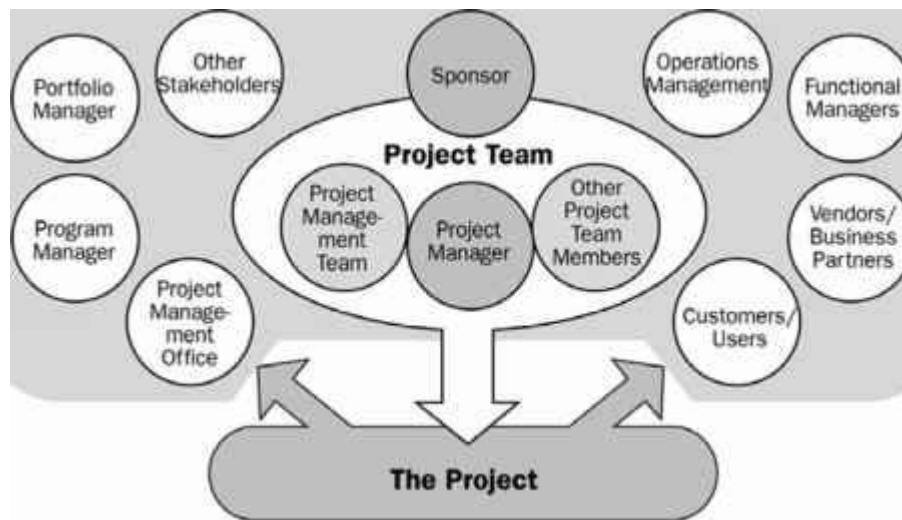 Portfolio
Manager
Other
Stakeholders
Sponsor
Operations
Management
Functional
Managers
Project Team
Program
Manager
Project
Manage-
ment
Team
Project
Manager
Other
Project
Team
Members
Vendors/
Business
Partners
Project
Manage-
ment
Office
Customers/
Users
The Project